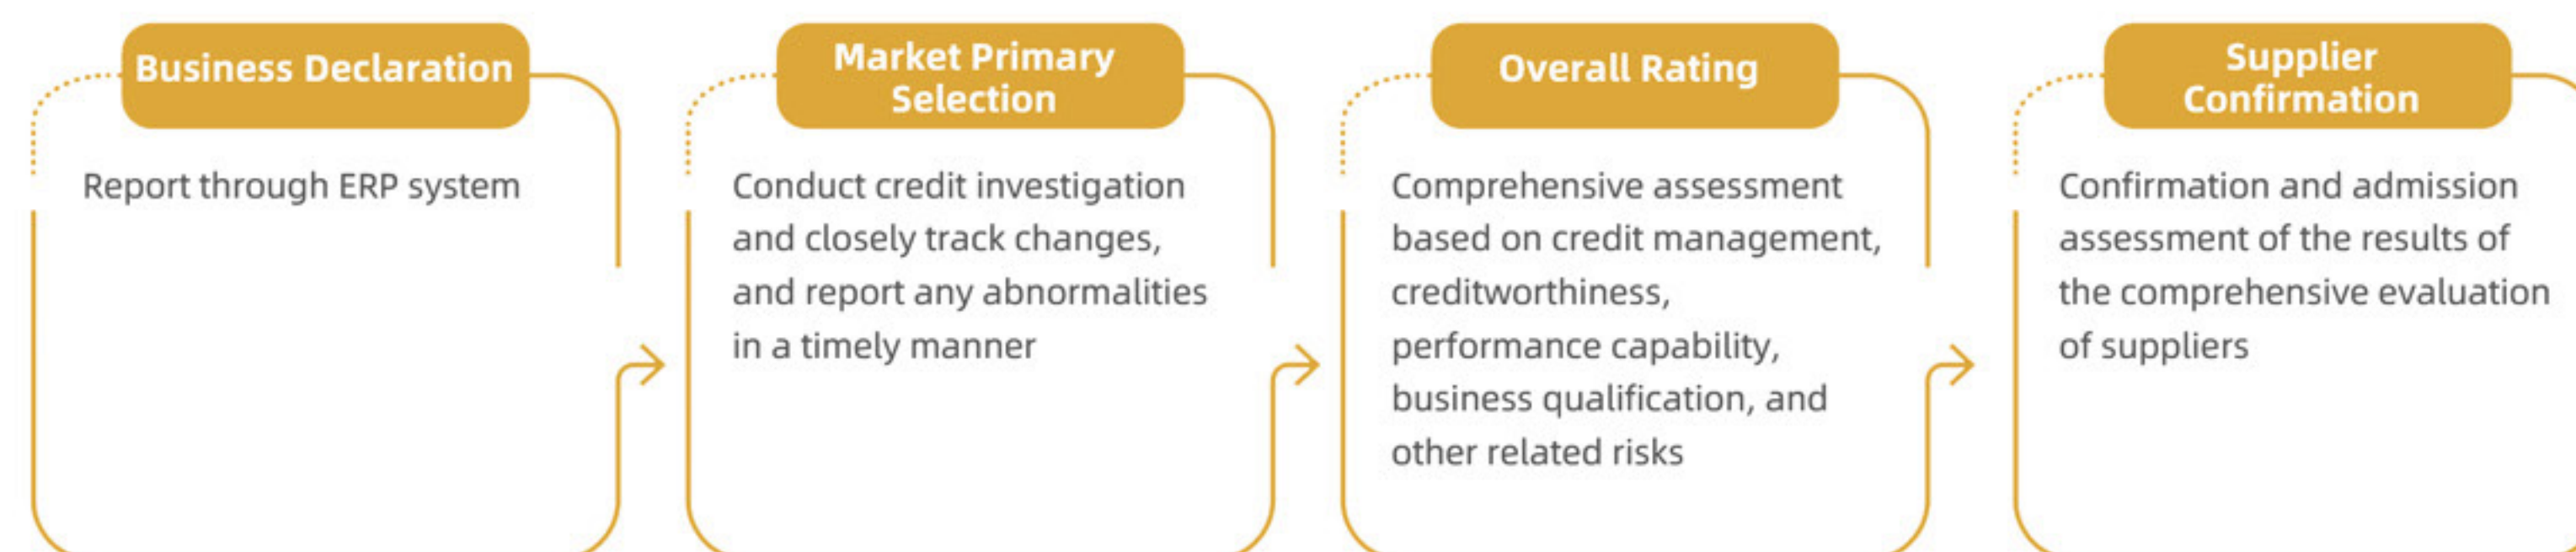 Business Declaration
Report through ERP system
Market Primary
Selection
Conduct credit investigation
and closely track changes,
and report any abnormalities
in a timely manner
Overall Rating
Comprehensive assessment
based on credit management,
creditworthiness,
performance capability,
business qualification, and
other related risks
Supplier
Confirmation
Confirmation and admission
assessment of the results of
the comprehensive evaluation
of suppliers